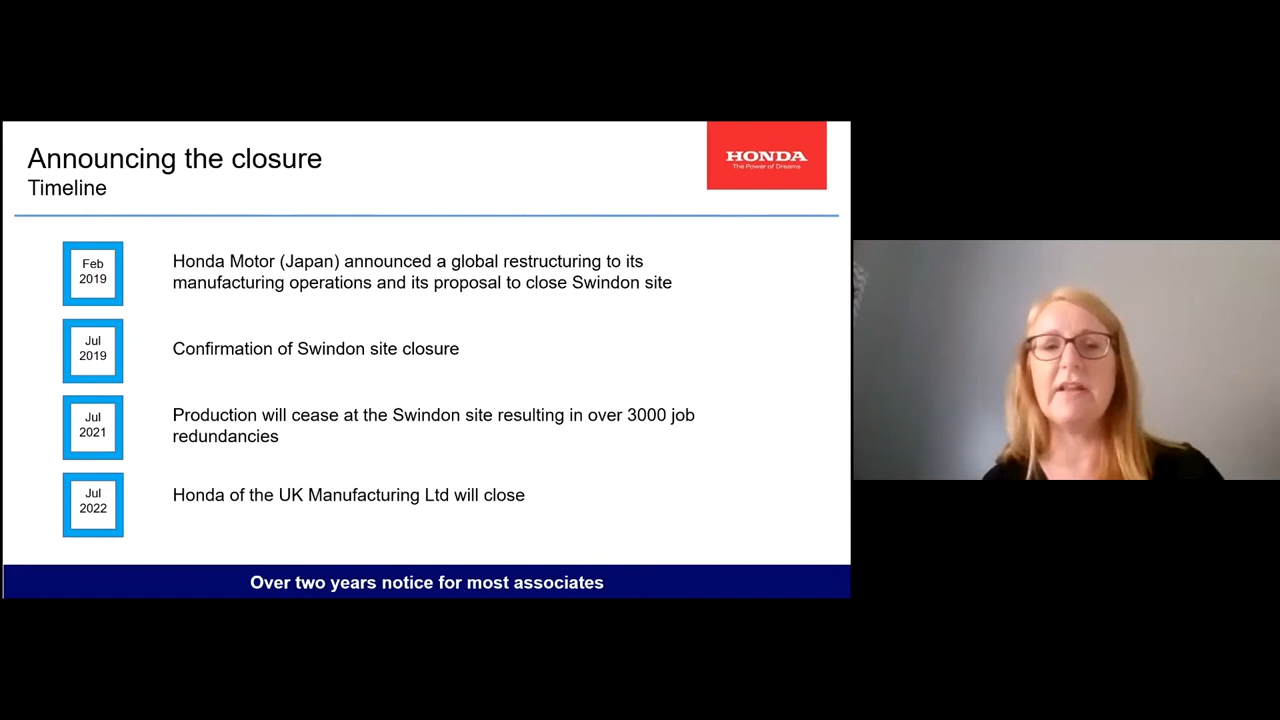 Announcing the closure
Timeline
HONDA
The Power of Dreams
Feb
2019
Honda Motor (Japan) announced a global restructuring to its
manufacturing operations and its proposal to close Swindon site
Jul
2019
Confirmation of Swindon site closure
Jul
2021
Production will cease at the Swindon site resulting in over 3000 job
redundancies
Jul
2022
Honda of the UK Manufacturing Ltd will close
Over two years notice for most associates